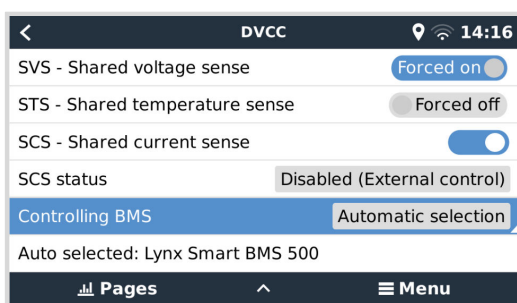 DVCC 14:16
SVS - Shared voltage sense Forced on
STS - Shared temperature sense Forced off
SCS - Shared current sense
SCS status Disabled (External control)
Controlling BMS Automatic selection
Auto selected: Lynx Smart BMS 500
Pages Menu